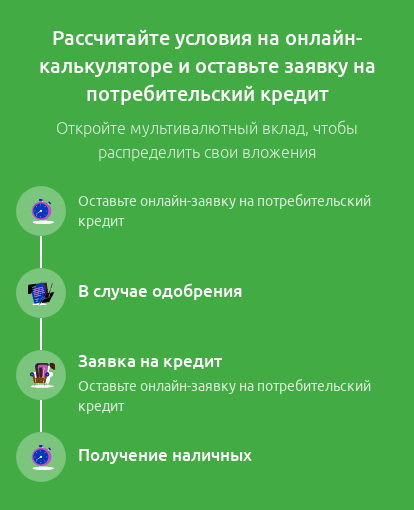 Рассчитайте условия на онлайн-
калькуляторе и оставьте заявку на
потребительский кредит
Откройте мультивалютный вклад, чтобы
распределить свои вложения
Оставьте онлайн-заявку на потребительский
кредит
В случае одобрения
Заявка на кредит
Оставьте онлайн-заявку на потребительский
кредит
Получение наличных